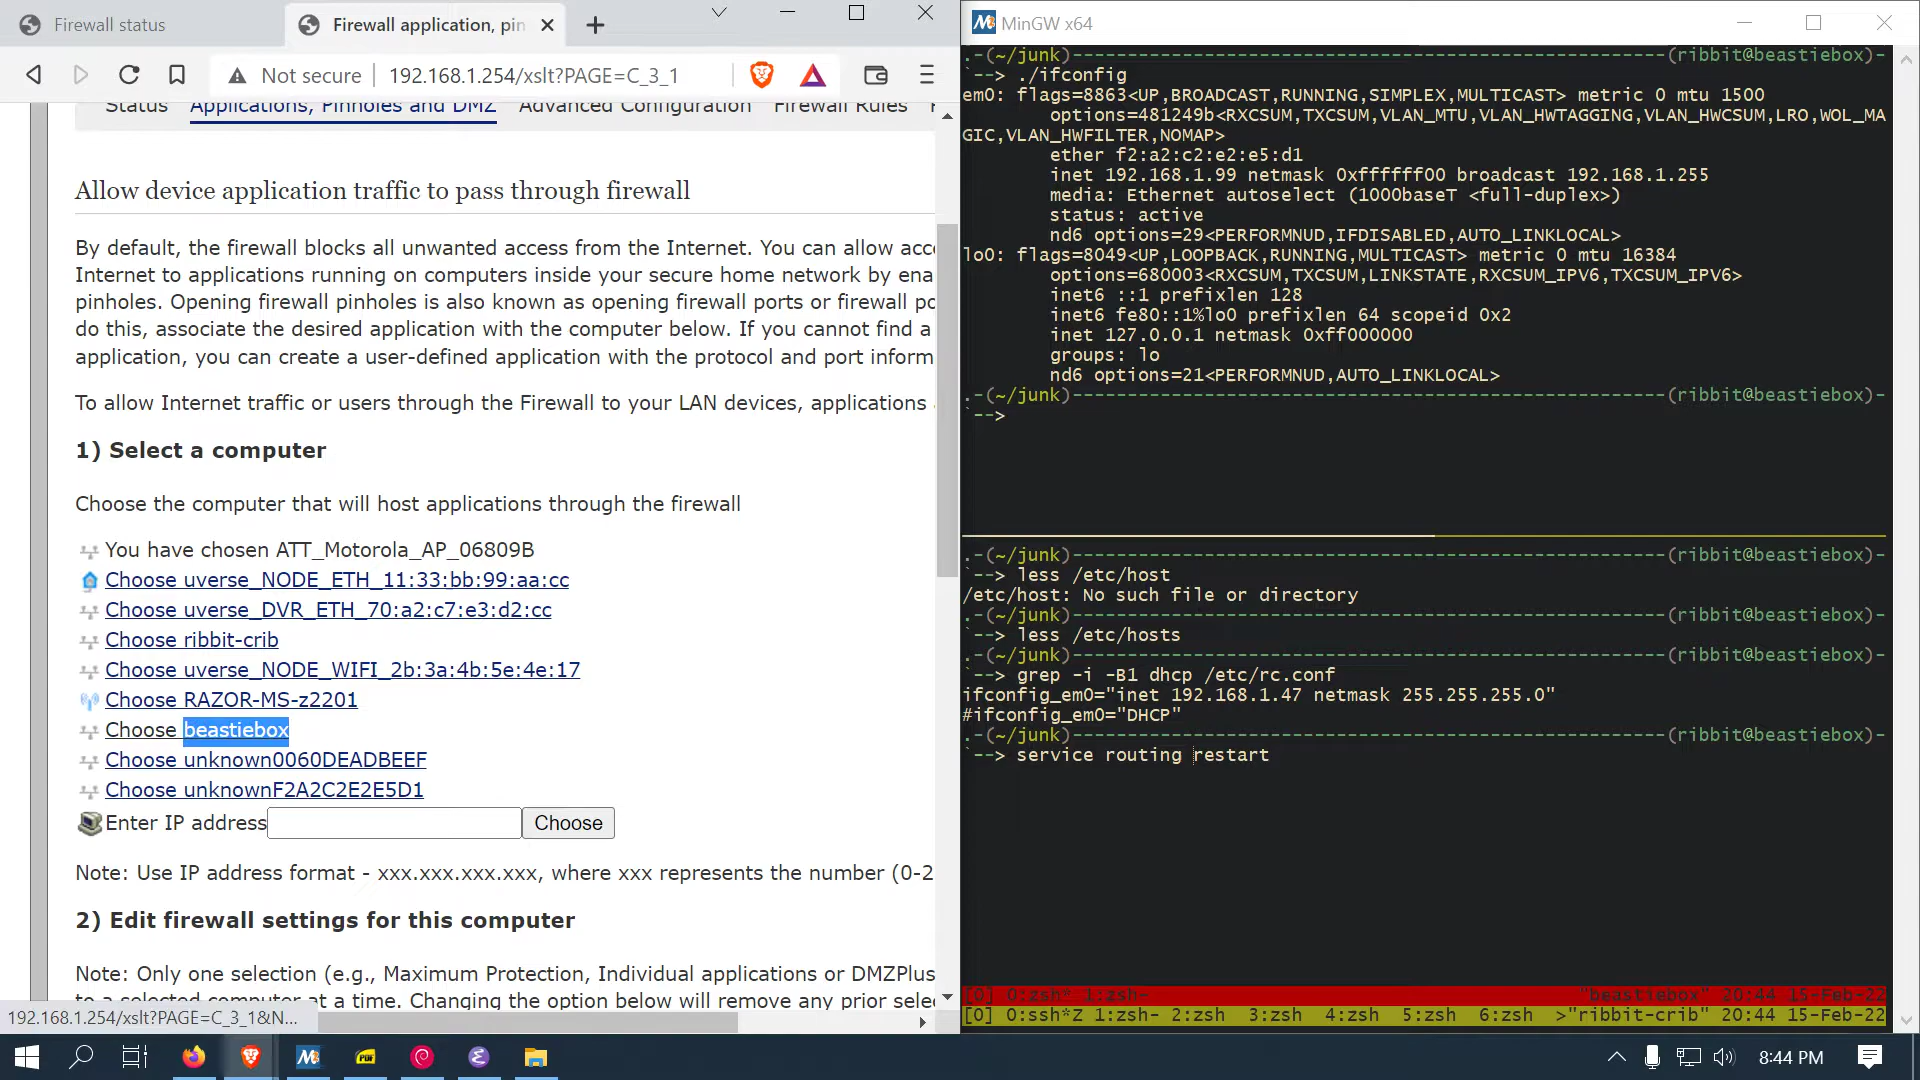 Firewall status
Firewall application, pin
Not secure
192.168.1.254/xslt?PAGE=C_3_1
Status
Applications, Pinholes and DMZ
Advanced Configuration
Firewall Rules
Allow device application traffic to pass through firewall
By default, the firewall blocks all unwanted access from the Internet. You can allow acc
Internet to applications running on computers inside your secure home network by ena
pinholes. Opening firewall pinholes is also known as opening firewall ports or firewall po
do this, associate the desired application with the computer below. If you cannot find a
application, you can create a user-defined application with the protocol and port inform
To allow Internet traffic or users through the Firewall to your LAN devices, applications
1) Select a computer
Choose the computer that will host applications through the firewall
You have chosen ATT_Motorola_AP_06809B
Choose uverse_NODE_ETH_11:33:bb:99:aa:cc
Choose uverse_DVR_ETH_70:a2:c7:e3:d2:cc
Choose ribbit-crib
Choose uverse_NODE_WIFI_2b:3a:4b:5e:4e:17
Choose RAZOR-MS-z2201
Choose beastiebox
Choose unknown0060DEADBEEF
Choose unknownF2A2C2E2E5D1
Enter IP address
Choose
Note: Use IP address format - xxx.xxx.xxx.xxx, where xxx represents the number (0-2
2) Edit firewall settings for this computer
Note: Only one selection (e.g., Maximum Protection, Individual applications or DMZPlus
to a selected computer at a time. Changing the option below will remove any prior selec
192.168.1.254/xslt?PAGE=C_3_1&N...
MinGW x64
.-(~/junk)------------------------------------------------------(ribbit@beastiebox)-
`--> ./ifconfig
em0: flags=8863<UP,BROADCAST,RUNNING,SIMPLEX,MULTICAST> metric 0 mtu 1500
options=481249b<RXCSUM,TXCSUM,VLAN_MTU,VLAN_HWTAGGING,VLAN_HWCSUM,LRO,WOL_MA
GIC,VLAN_HWFILTER,NOMAP>
ether f2:a2:c2:e2:e5:d1
inet 192.168.1.99 netmask 0xffffff00 broadcast 192.168.1.255
media: Ethernet autoselect (1000baseT <full-duplex>)
status: active
nd6 options=29<PERFORMNUD,IFDISABLED,AUTO_LINKLOCAL>
lo0: flags=8049<UP,LOOPBACK,RUNNING,MULTICAST> metric 0 mtu 16384
options=680003<RXCSUM,TXCSUM,LINKSTATE,RXCSUM_IPV6,TXCSUM_IPV6>
inet6 ::1 prefixlen 128
inet6 fe80::1%lo0 prefixlen 64 scopeid 0x2
inet 127.0.0.1 netmask 0xff000000
groups: lo
nd6 options=21<PERFORMNUD,AUTO_LINKLOCAL>
.-(~/junk)------------------------------------------------------(ribbit@beastiebox)-
`-->
.-(~/junk)------------------------------------------------------(ribbit@beastiebox)-
`--> less /etc/host
/etc/host: No such file or directory
.-(~/junk)------------------------------------------------------(ribbit@beastiebox)-
`--> less /etc/hosts
.-(~/junk)------------------------------------------------------(ribbit@beastiebox)-
`--> grep -i -B1 dhcp /etc/rc.conf
ifconfig_em0="inet 192.168.1.47 netmask 255.255.255.0"
#ifconfig_em0="DHCP"
.-(~/junk)------------------------------------------------------(ribbit@beastiebox)-
`--> service routing restart
[0] 0:zsh* 1:zsh- "beastiebox" 20:44 15-Feb-22
[0] 0:ssh*Z 1:zsh- 2:zsh 3:zsh 4:zsh 5:zsh 6:zsh >"ribbit-crib" 20:44 15-Feb-22
PDF
8:44 PM